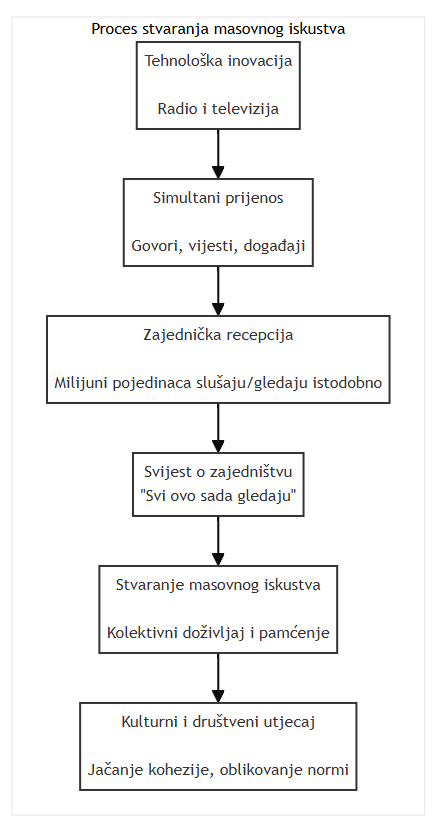 Proces stvaranja masovnog iskustva
Tehnološka inovacija
Radio i televizija
Simultani prijenos
Govori, vijesti, događaji
Zajednička recepcija
Milijuni pojedinaca slušaju/gledaju istodobno
Svijest o zajedništvu
"Svi ovo sada gledaju"
Stvaranje masovnog iskustva
Kolektivni doživljaj i pamćenje
Kulturni i društveni utjecaj
Jačanje kohezije, oblikovanje normi